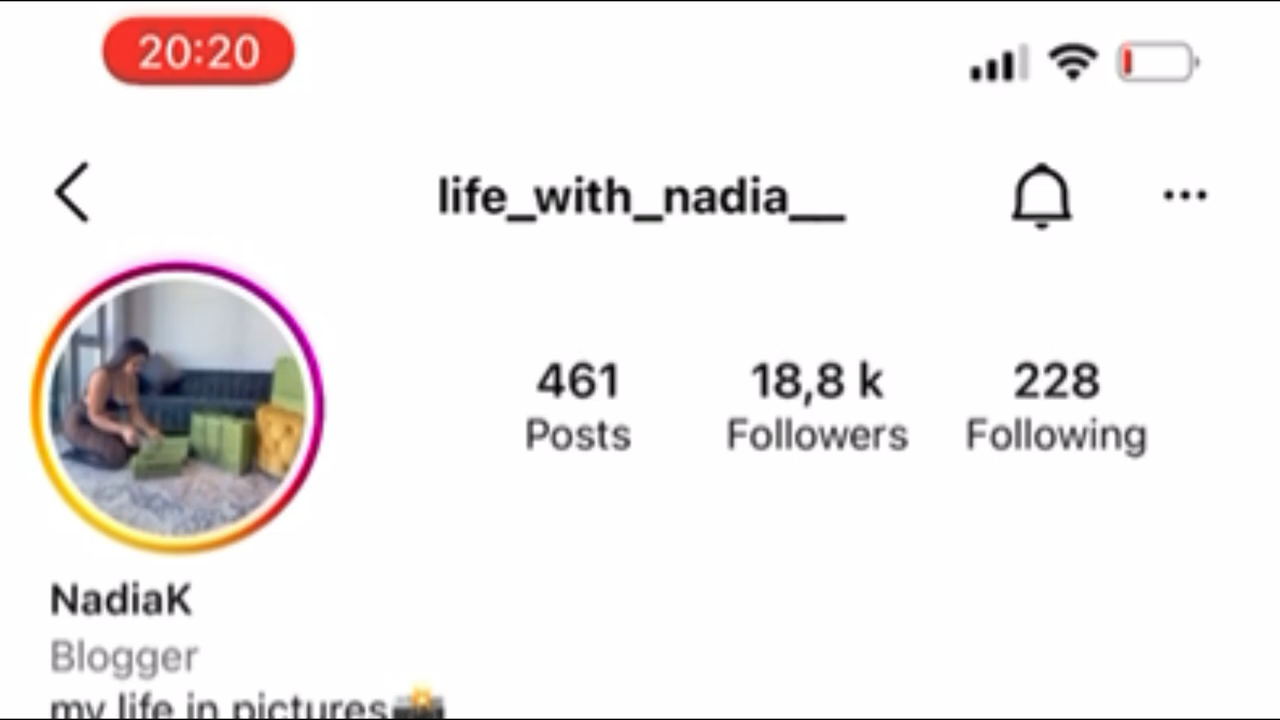 20:20
life_with_nadia__
461 18,8 k 228
Posts Followers Following
NadiaK
Blogger
my life in pictures📸